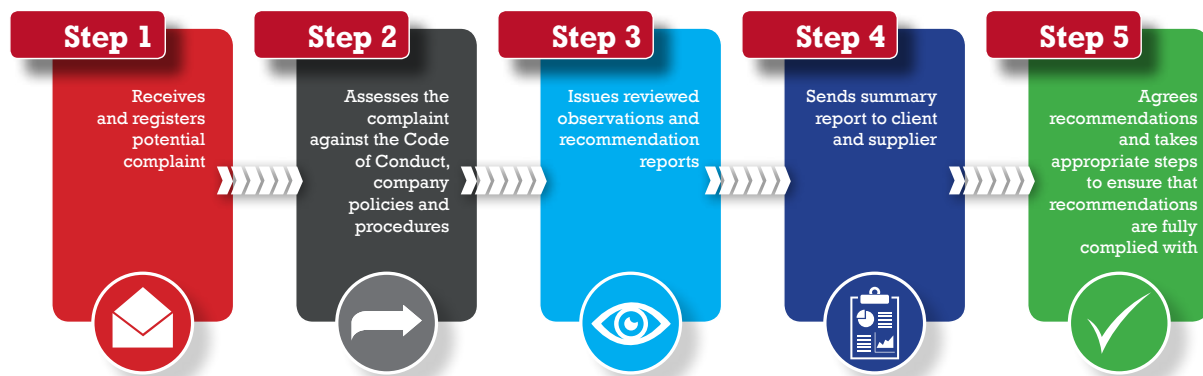 Step 1
Receives
and registers
potential
complaint
Step 2
Assesses the
complaint
against the Code
of Conduct,
company
policies and
procedures
Step 3
Issues reviewed
observations and
recommendation
reports
Step 4
Sends summary
report to client
and supplier
Step 5
Agrees
recommendations
and takes
appropriate steps
to ensure that
recommendations
are fully
complied with